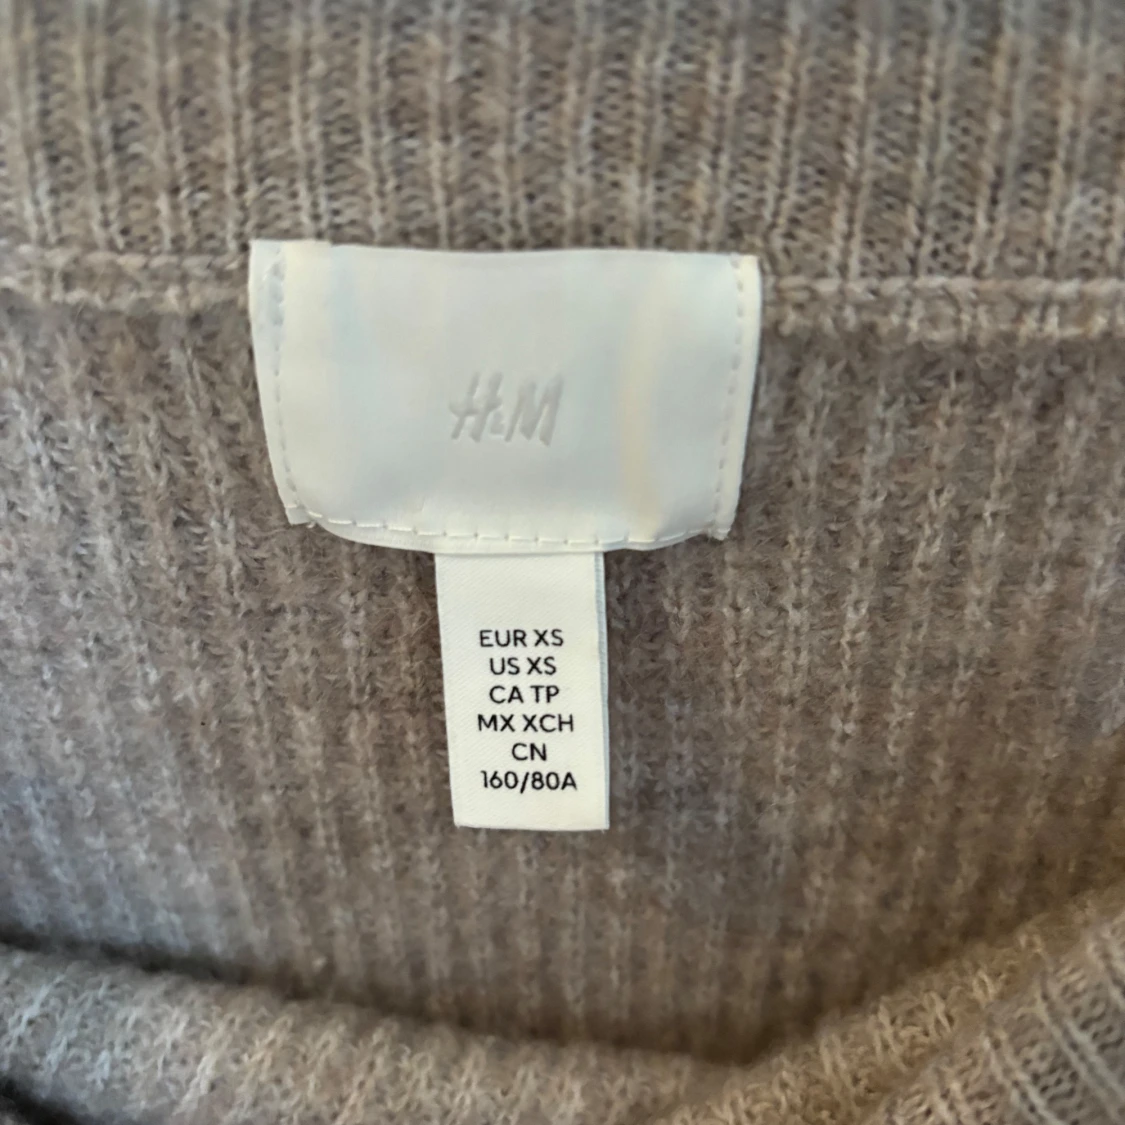 H&M
EUR XS
US XS
CA TP
MX XCH
CN
160/80A